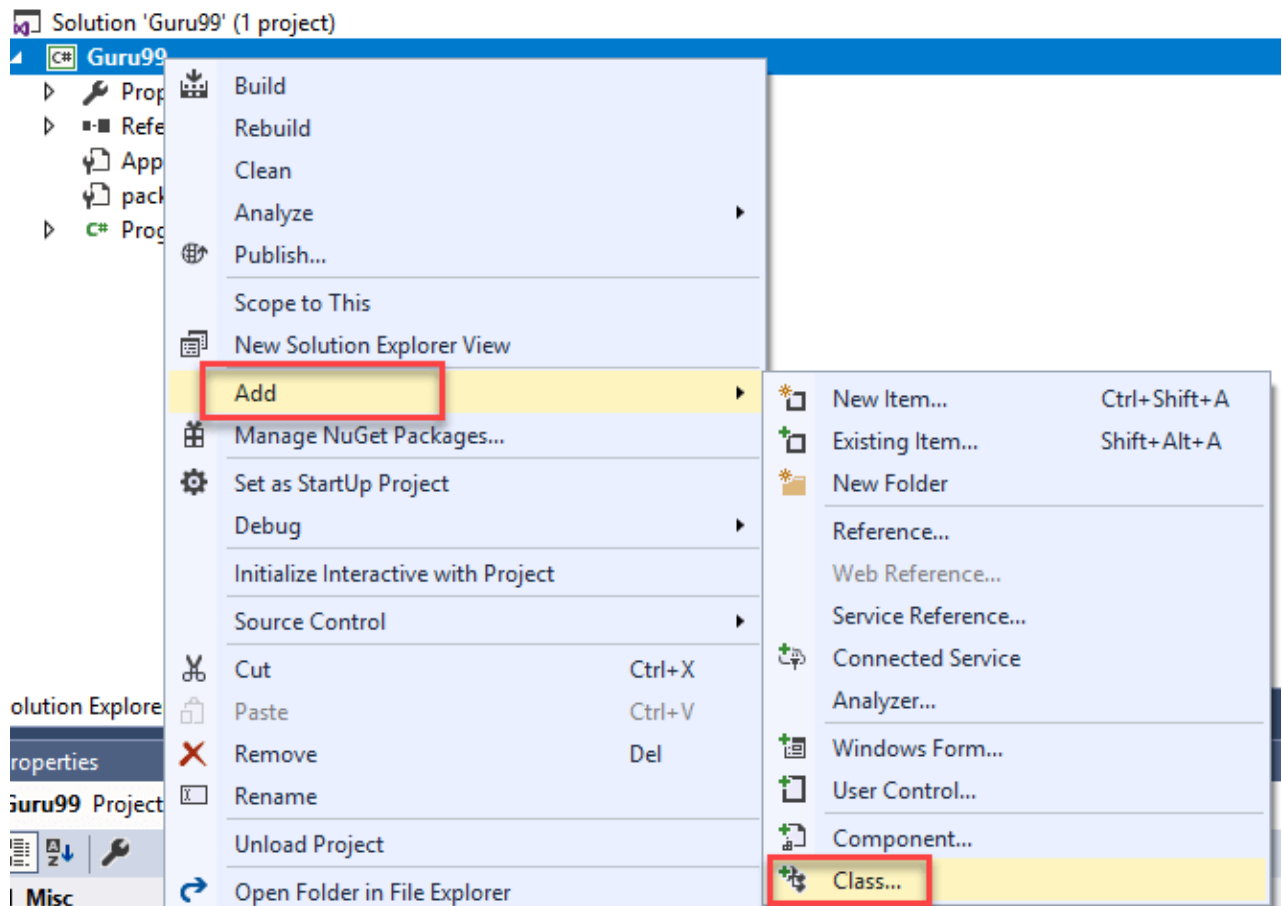 Solution 'Guru99' (1 project)
C# Guru99
Prop
Refe
App
pack
C# Prog
Build
Rebuild
Clean
Analyze
Publish...
Scope to This
New Solution Explorer View
Add
Manage NuGet Packages...
Set as StartUp Project
Debug
Initialize Interactive with Project
Source Control
Cut Ctrl+X
Paste Ctrl+V
Remove Del
Rename
Unload Project
Open Folder in File Explorer
New Item... Ctrl+Shift+A
Existing Item... Shift+Alt+A
New Folder
Reference...
Web Reference...
Service Reference...
Connected Service
Analyzer...
Windows Form...
User Control...
Component...
Class...
olution Explore
roperties
Guru99 Project
Misc